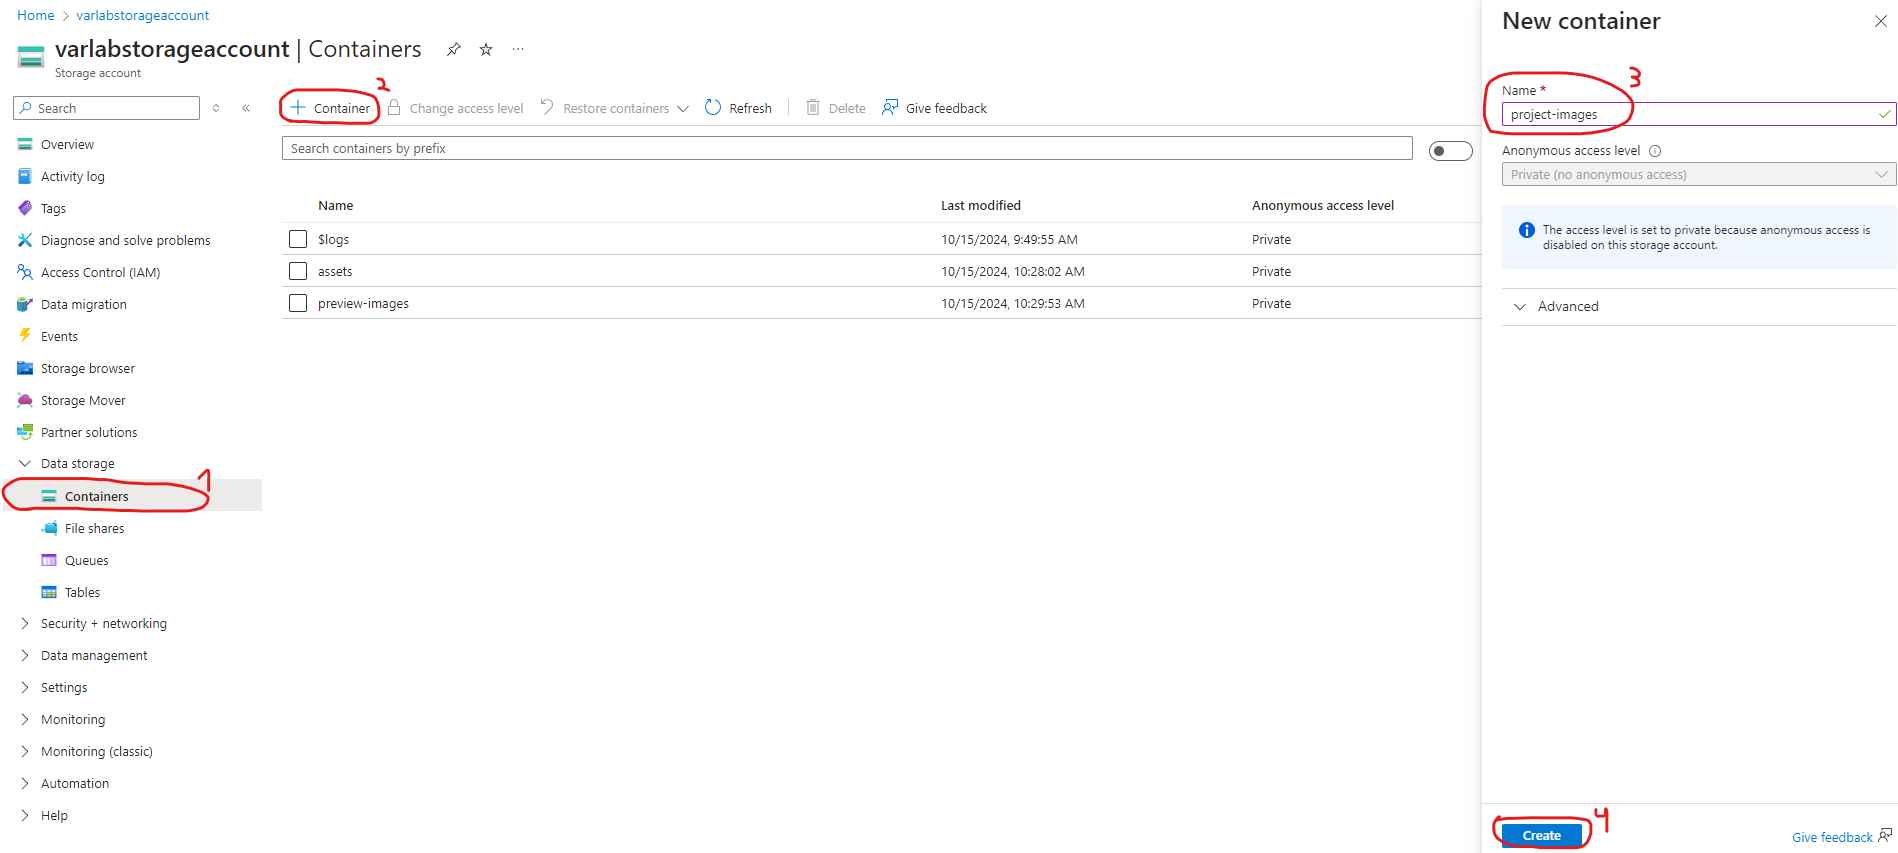 Home > varlabstorageaccount
varlabstorageaccount | Containers
Storage account
Search
Overview
Activity log
Tags
Diagnose and solve problems
Access Control (IAM)
Data migration
Events
Storage browser
Storage Mover
Partner solutions
Data storage
1
Containers
File shares
Queues
Tables
Security + networking
Data management
Settings
Monitoring
Monitoring (classic)
Automation
Help
2
Container Change access level Restore containers Refresh Delete Give feedback
Search containers by prefix
Name Last modified Anonymous access level
$logs 10/15/2024, 9:49:55 AM Private
assets 10/15/2024, 10:28:02 AM Private
preview-images 10/15/2024, 10:29:53 AM Private
New container
3
Name *
project-images
Anonymous access level
Private (no anonymous access)
The access level is set to private because anonymous access is
disabled on this storage account.
Advanced
4
Create
Give feedback